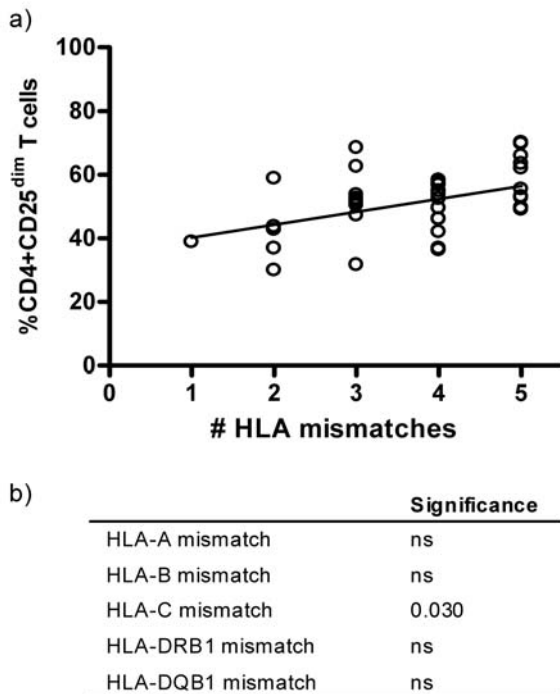 a)
%CD4+CD25dim T cells
100
80
60
40
20
0
0 1 2 3 4 5
# HLA mismatches
b)
Significance
HLA-A mismatch ns
HLA-B mismatch ns
HLA-C mismatch 0.030
HLA-DRB1 mismatch ns
HLA-DQB1 mismatch ns